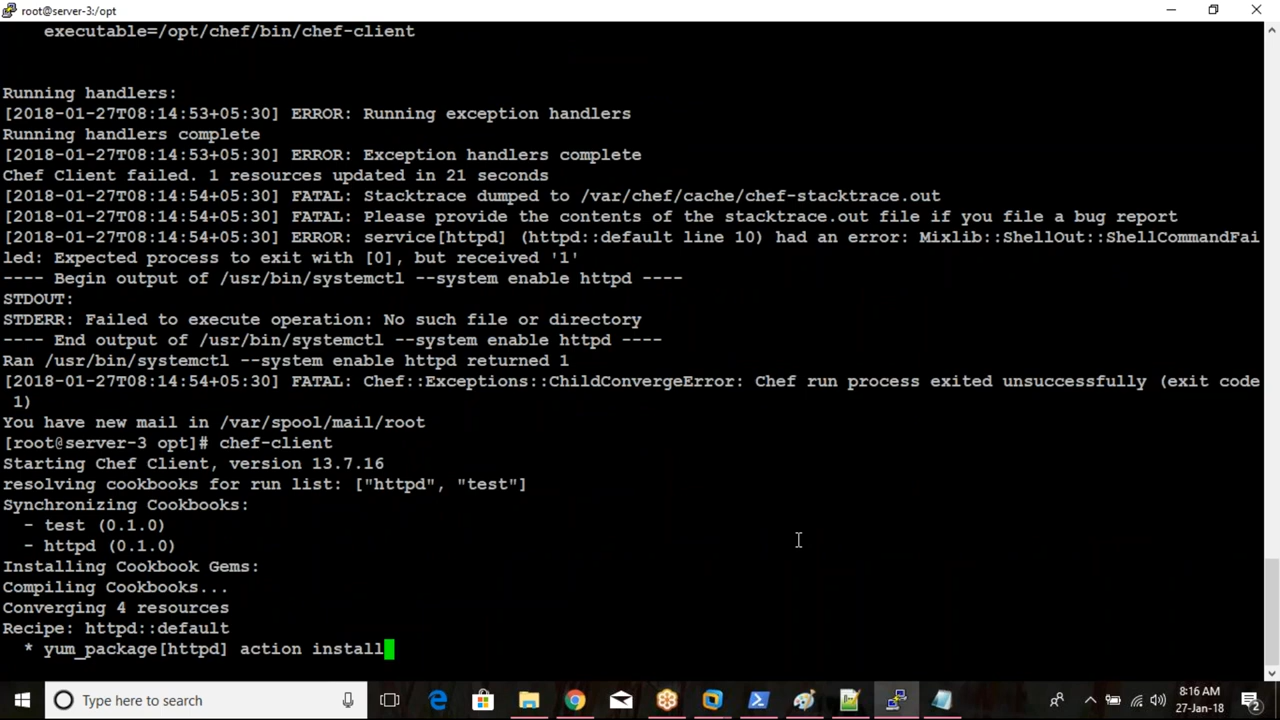 root@server-3:/opt
executable=/opt/chef/bin/chef-client
Running handlers:
[2018-01-27T08:14:53+05:30] ERROR: Running exception handlers
Running handlers complete
[2018-01-27T08:14:53+05:30] ERROR: Exception handlers complete
Chef Client failed. 1 resources updated in 21 seconds
[2018-01-27T08:14:54+05:30] FATAL: Stacktrace dumped to /var/chef/cache/chef-stacktrace.out
[2018-01-27T08:14:54+05:30] FATAL: Please provide the contents of the stacktrace.out file if you file a bug report
[2018-01-27T08:14:54+05:30] ERROR: service[httpd] (httpd::default line 10) had an error: Mixlib::ShellOut::ShellCommandFai
led: Expected process to exit with [0], but received '1'
---- Begin output of /usr/bin/systemctl --system enable httpd ----
STDOUT:
STDERR: Failed to execute operation: No such file or directory
---- End output of /usr/bin/systemctl --system enable httpd ----
Ran /usr/bin/systemctl --system enable httpd returned 1
[2018-01-27T08:14:54+05:30] FATAL: Chef::Exceptions::ChildConvergeError: Chef run process exited unsuccessfully (exit code
1)
You have new mail in /var/spool/mail/root
[root@server-3 opt]# chef-client
Starting Chef Client, version 13.7.16
resolving cookbooks for run list: ["httpd", "test"]
Synchronizing Cookbooks:
- test (0.1.0)
- httpd (0.1.0)
Installing Cookbook Gems:
Compiling Cookbooks...
Converging 4 resources
Recipe: httpd::default
* yum_package[httpd] action install
Type here to search
8:16 AM
27-Jan-18
2